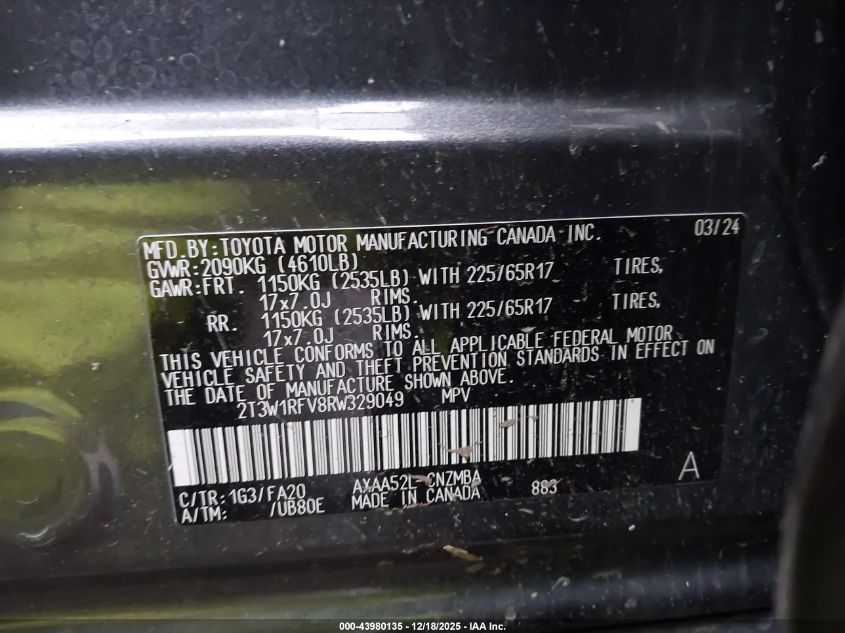 MFD.BY:TOYOTA MOTOR MANUFACTURING CANADA INC. 03/24
GVWR:2090KG (4610LB)
GAWR:FRT. 1150KG (2535LB) WITH 225/65R17 TIRES,
17x7.0J RIMS.
RR. 1150KG (2535LB) WITH 225/65R17 TIRES,
17x7.0J RIMS.
THIS VEHICLE CONFORMS TO ALL APPLICABLE FEDERAL MOTOR
VEHICLE SAFETY AND THEFT PREVENTION STANDARDS IN EFFECT ON
THE DATE OF MANUFACTURE SHOWN ABOVE.
2T3W1RFV8RW329049 MPV
C/TR:1G3/FA20 AXAA52L-CNZMBA A
A/TM: /UB80E MADE IN CANADA 883
000-43980135 - 12/18/2025 - IAA Inc.